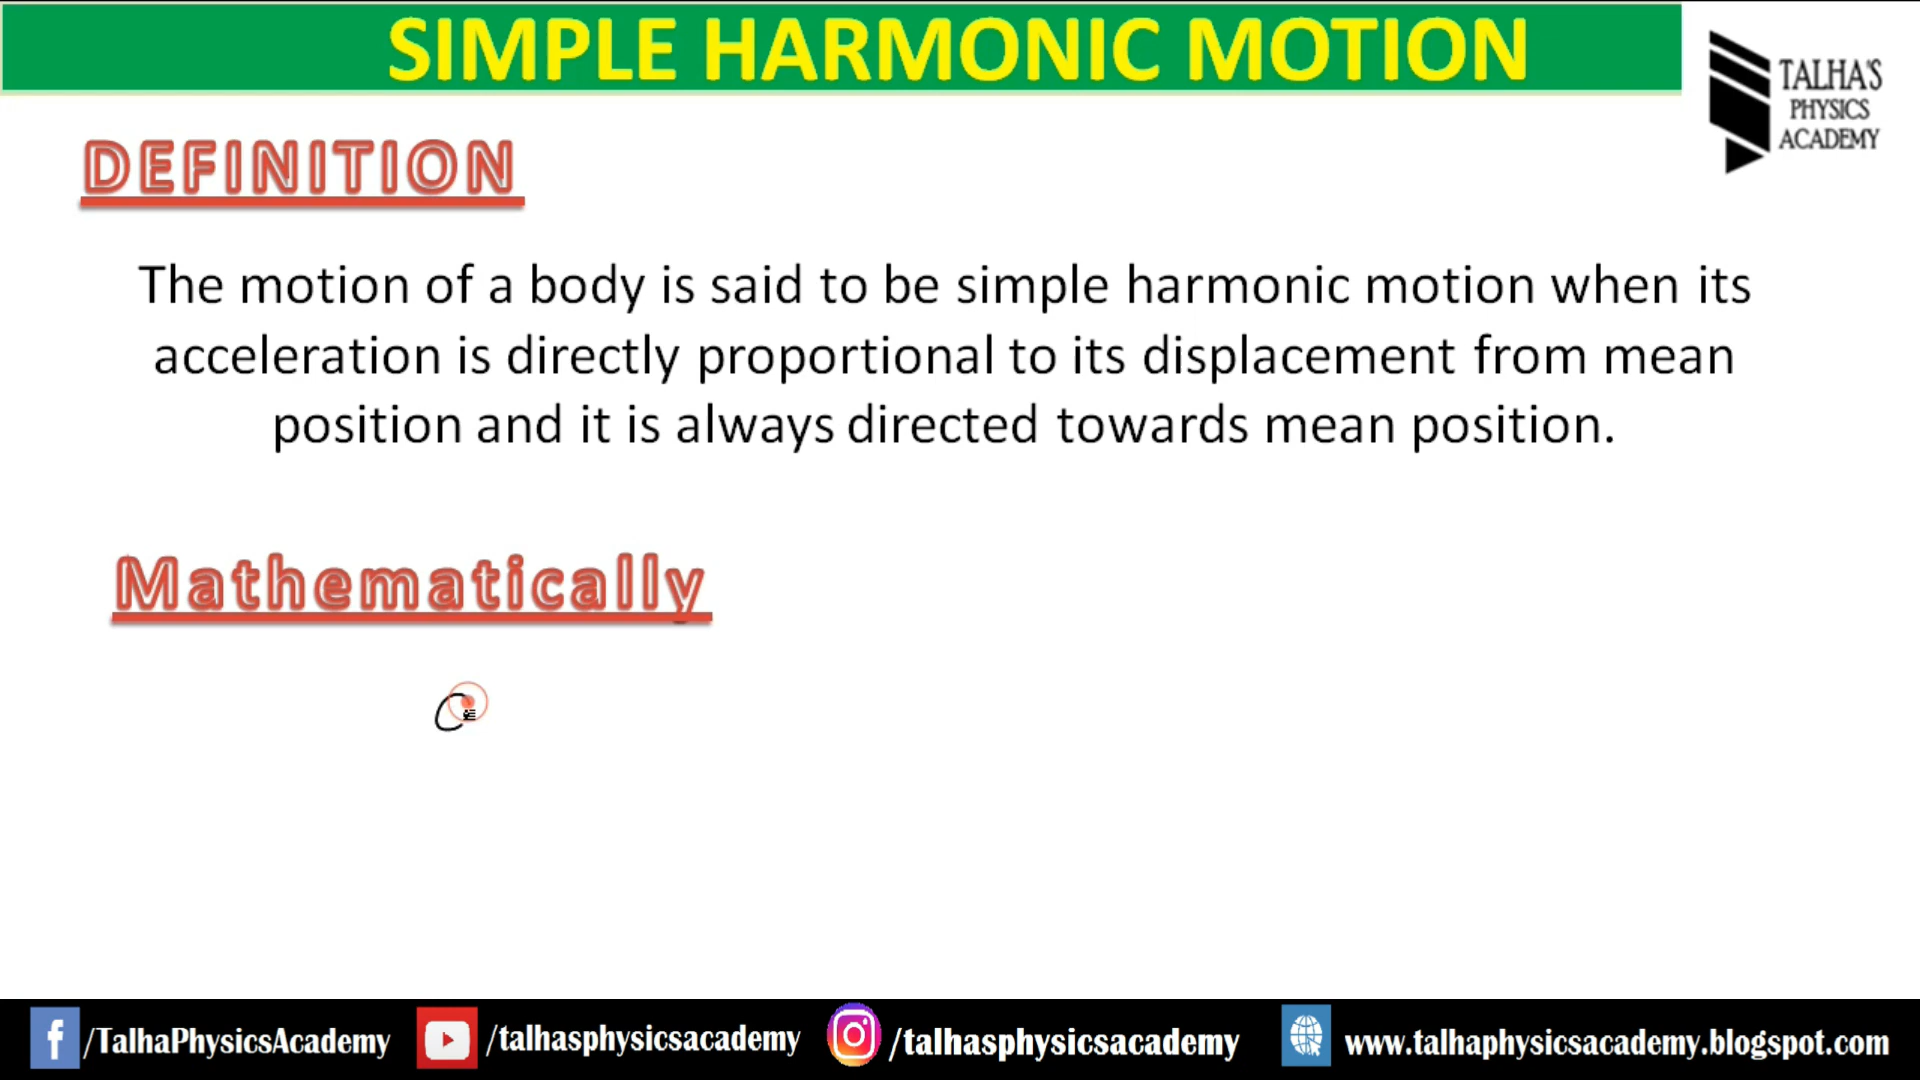 SIMPLE HARMONIC MOTION
TALHA'S
PHYSICS
ACADEMY
DEFINITION
The motion of a body is said to be simple harmonic motion when its
acceleration is directly proportional to its displacement from mean
position and it is always directed towards mean position.
Mathematically
/TalhaPhysicsAcademy
/talhasphysicsacademy
/talhasphysicsacademy
www.talhaphysicsacademy.blogspot.com